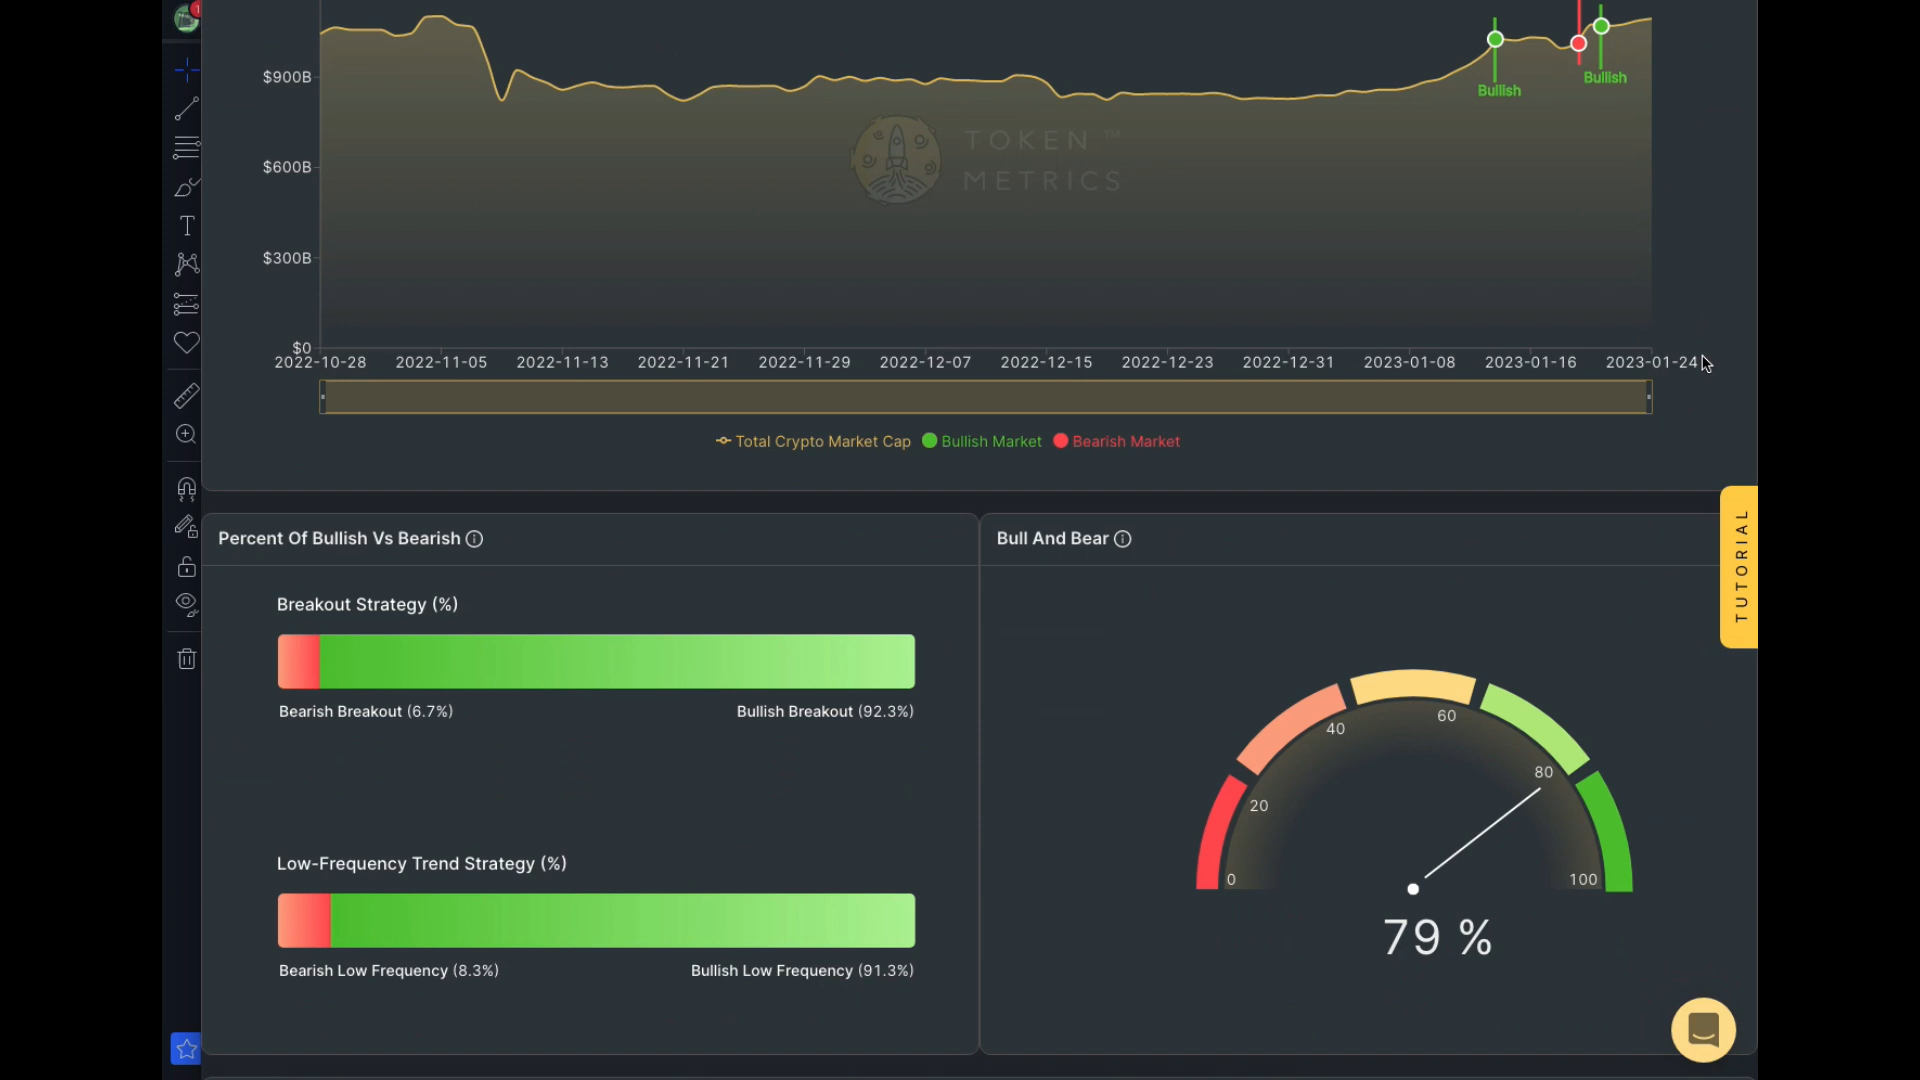 1
$900B
Bullish
Bullish
TOKEN ™
METRICS
$600B
$300B
$0
2022-10-28 2022-11-05 2022-11-13 2022-11-21 2022-11-29 2022-12-07 2022-12-15 2022-12-23 2022-12-31 2023-01-08 2023-01-16 2023-01-24
Total Crypto Market Cap Bullish Market Bearish Market
TUTORIAL
Percent Of Bullish Vs Bearish
Breakout Strategy (%)
Bearish Breakout (6.7%) Bullish Breakout (92.3%)
Low-Frequency Trend Strategy (%)
Bearish Low Frequency (8.3%) Bullish Low Frequency (91.3%)
Bull And Bear
0
20
40
60
80
100
79 %